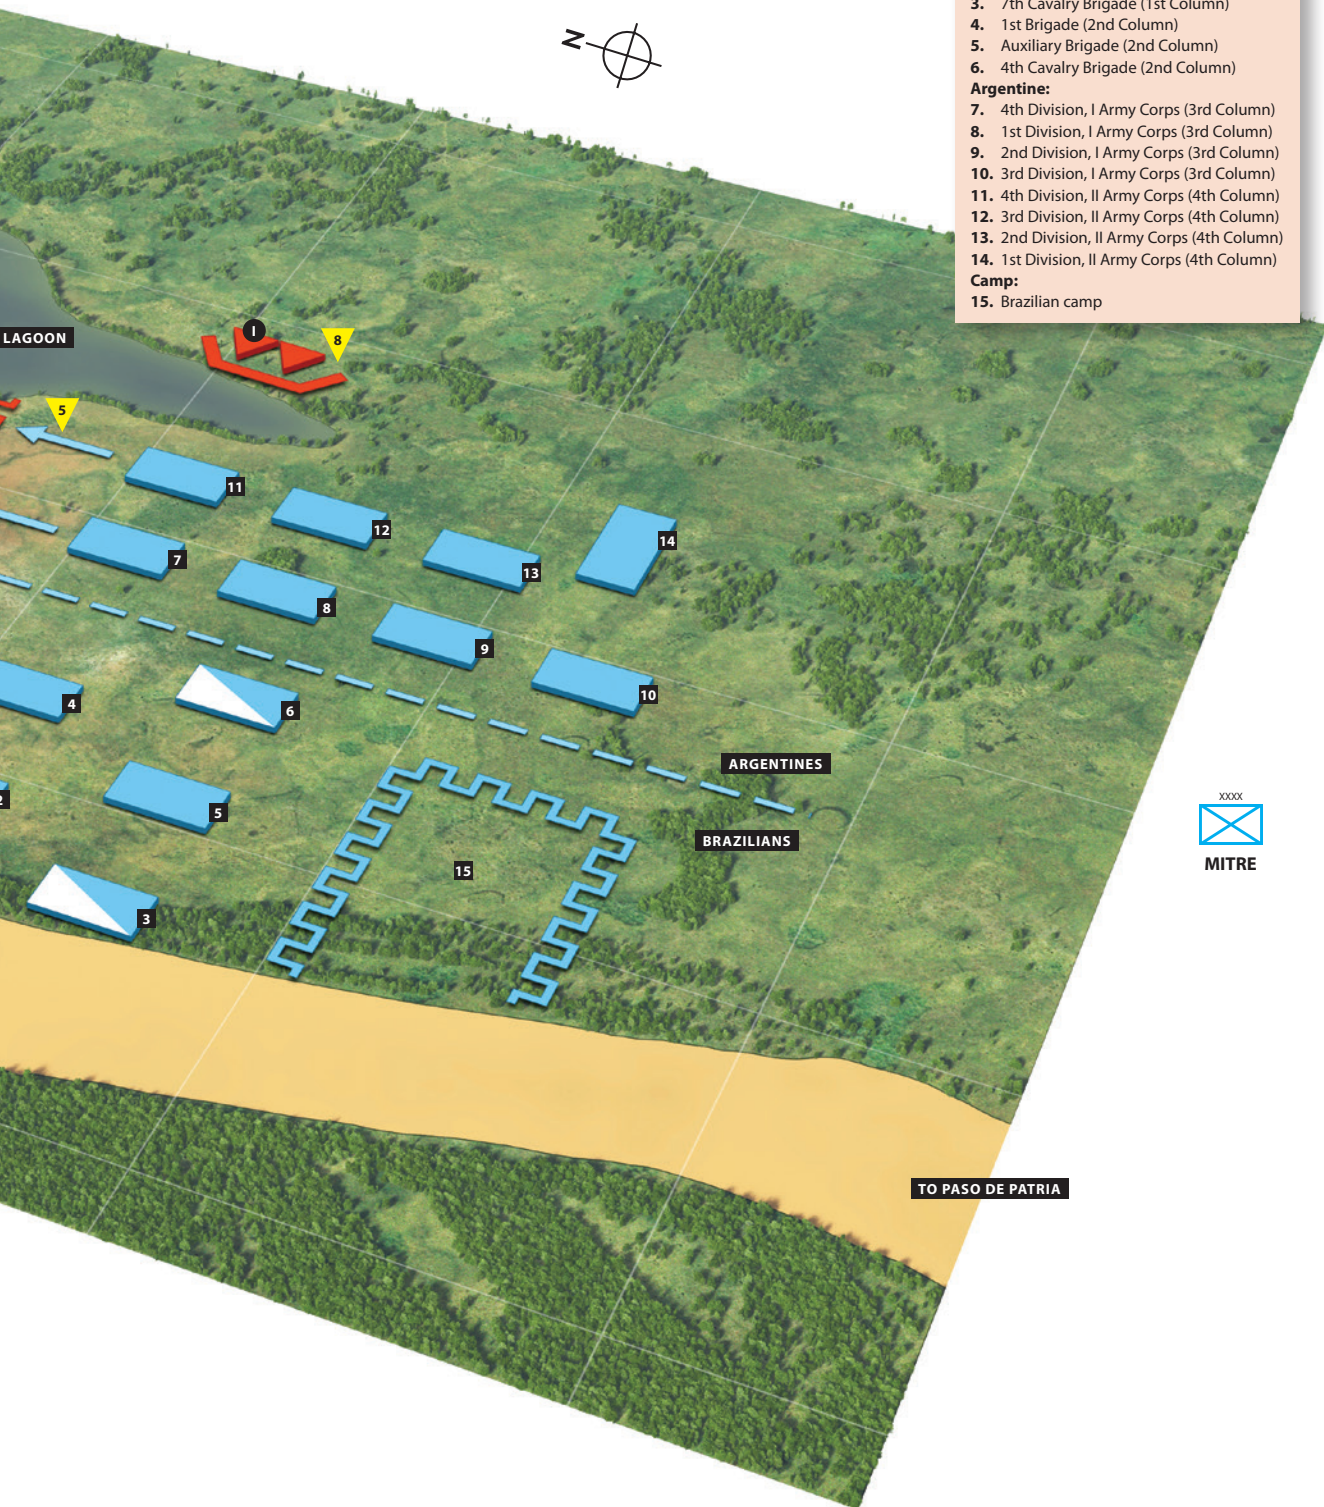 3. 7th Cavalry Brigade (1st Column)
4. 1st Brigade (2nd Column)
5. Auxiliary Brigade (2nd Column)
6. 4th Cavalry Brigade (2nd Column)
Argentine:
7. 4th Division, I Army Corps (3rd Column)
8. 1st Division, I Army Corps (3rd Column)
9. 2nd Division, I Army Corps (3rd Column)
10. 3rd Division, I Army Corps (3rd Column)
11. 4th Division, II Army Corps (4th Column)
12. 3rd Division, II Army Corps (4th Column)
13. 2nd Division, II Army Corps (4th Column)
14. 1st Division, II Army Corps (4th Column)
Camp:
15. Brazilian camp
N
I
8
LAGOON
5
11
12
14
13
7
8
9
10
4
6
ARGENTINES
2
5
BRAZILIANS
15
3
xxxx
MITRE
TO PASO DE PATRIA